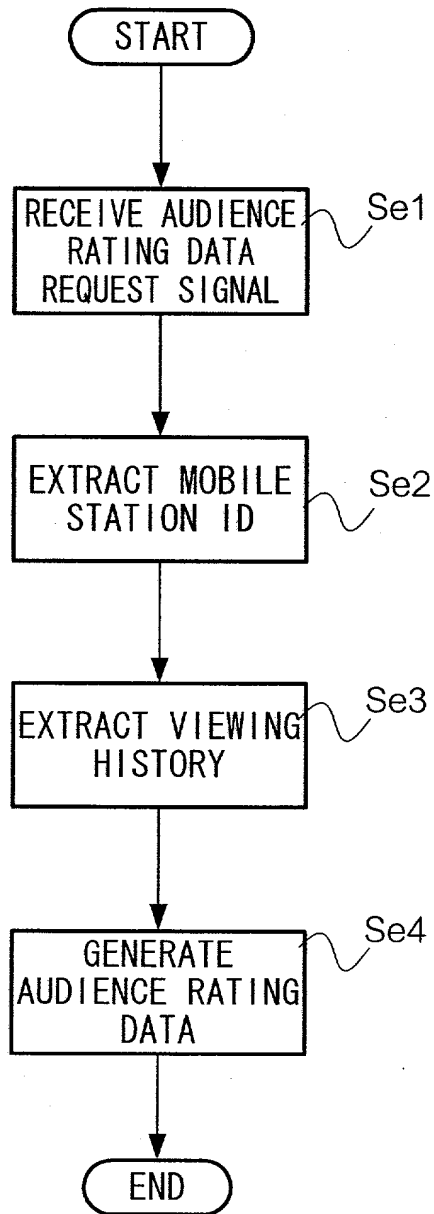 START
RECEIVE AUDIENCE
RATING DATA
REQUEST SIGNAL
Se1
EXTRACT MOBILE
STATION ID
Se2
EXTRACT VIEWING
HISTORY
Se3
GENERATE
AUDIENCE RATING
DATA
Se4
END